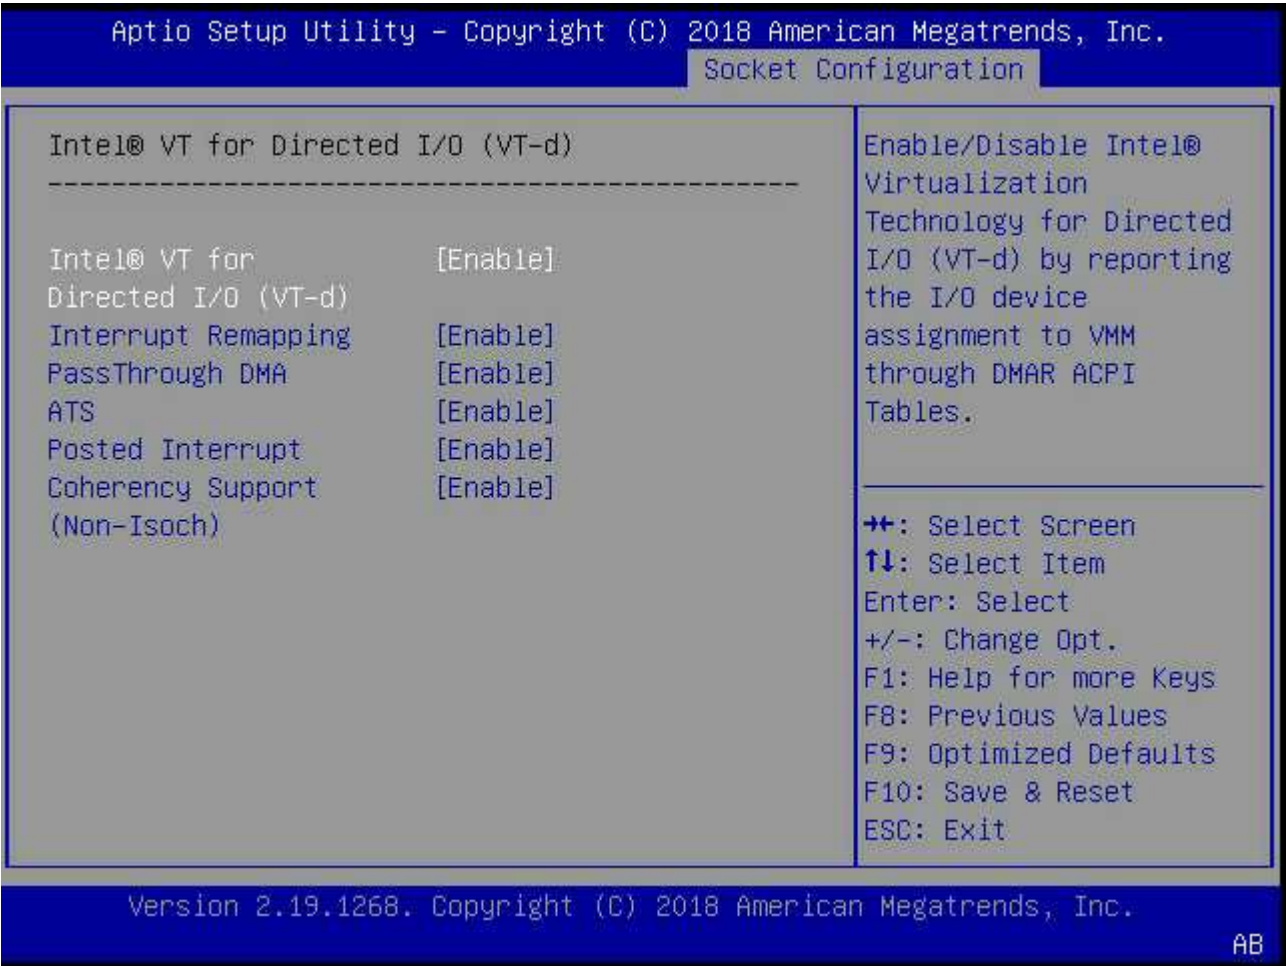 Aptio Setup Utility – Copyright (C) 2018 American Megatrends, Inc.
Socket Configuration
Intel® VT for Directed I/O (VT-d)
-----------------------------------------------
Intel® VT for [Enable]
Directed I/O (VT-d)
Interrupt Remapping [Enable]
PassThrough DMA [Enable]
ATS [Enable]
Posted Interrupt [Enable]
Coherency Support [Enable]
(Non-Isoch)
Enable/Disable Intel®
Virtualization
Technology for Directed
I/O (VT-d) by reporting
the I/O device
assignment to VMM
through DMAR ACPI
Tables.
→←: Select Screen
↑↓: Select Item
Enter: Select
+/-: Change Opt.
F1: Help for more Keys
F8: Previous Values
F9: Optimized Defaults
F10: Save & Reset
ESC: Exit
Version 2.19.1268. Copyright (C) 2018 American Megatrends, Inc.
AB